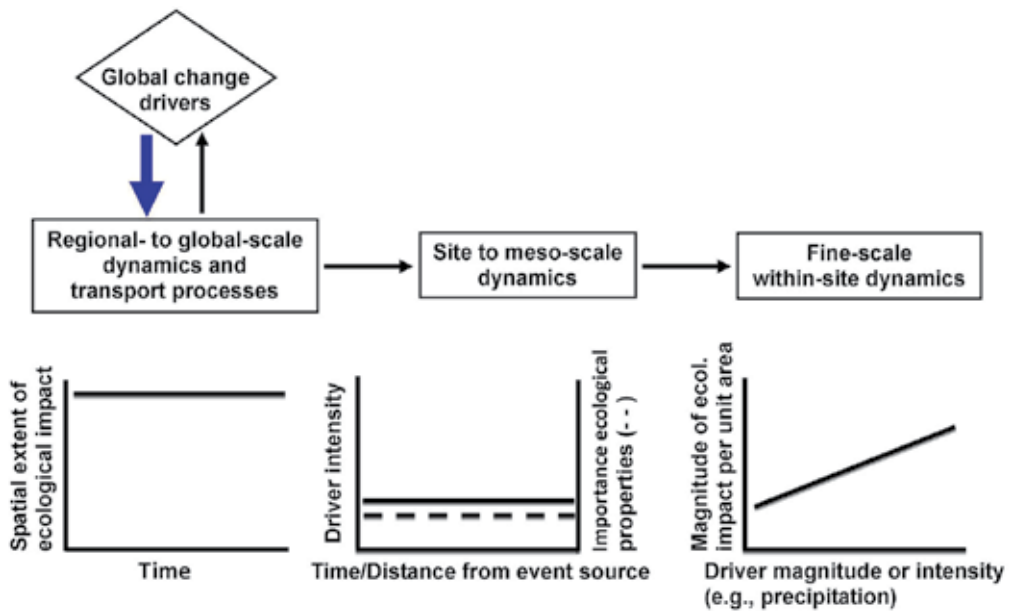 Global change
drivers
Regional- to global-scale
dynamics and
transport processes
Site to meso-scale
dynamics
Fine-scale
within-site dynamics
Spatial extent of
ecological impact
Time
Driver intensity
Importance ecological
properties (- -)
Time/Distance from event source
Magnitude of ecol.
impact per unit area
Driver magnitude or intensity
(e.g., precipitation)